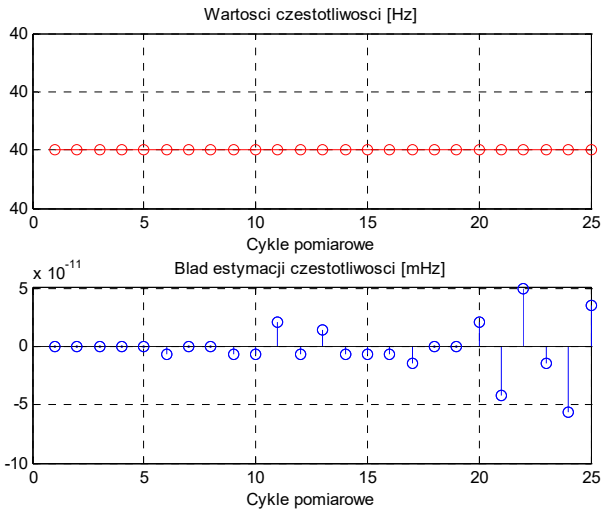 Wartosci czestotliwosci [Hz]
40
40
40
40
0 5 10 15 20 25
Cykle pomiarowe
x 10^-11
Blad estymacji czestotliwosci [mHz]
5
0
-5
-10
0 5 10 15 20 25
Cykle pomiarowe